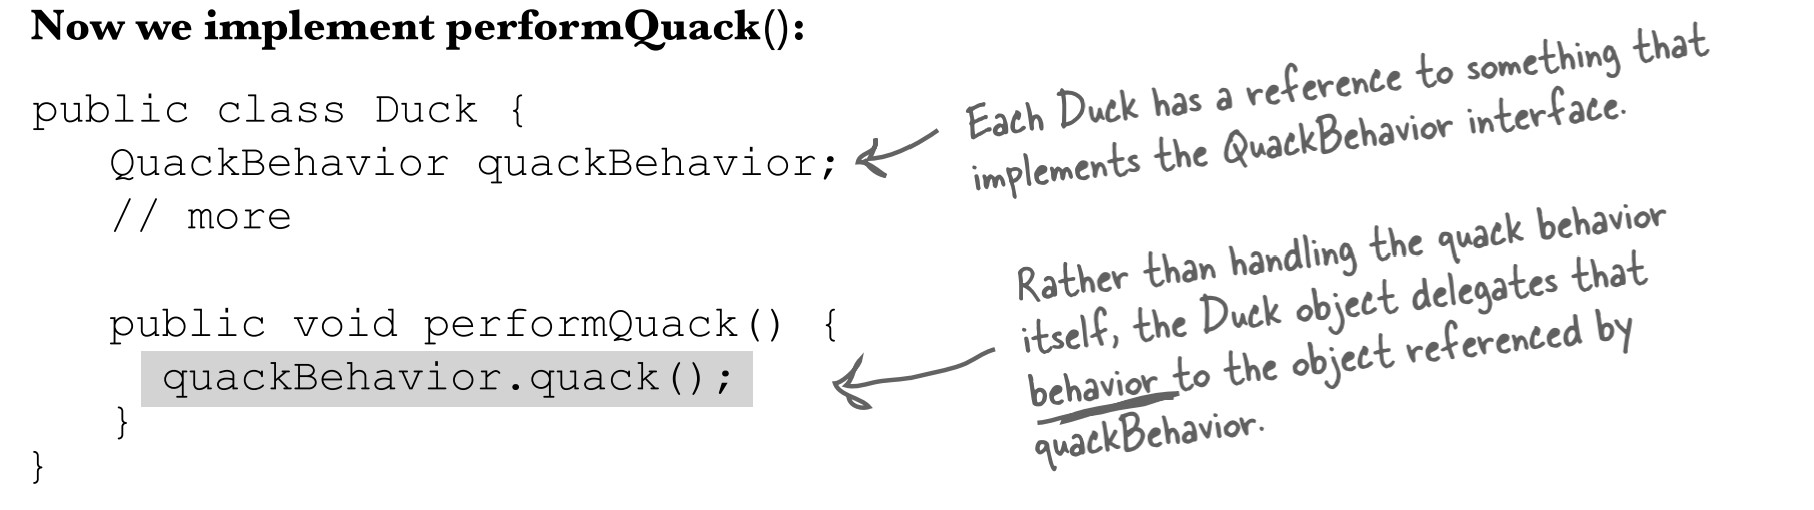 Now we implement performQuack():
public class Duck {
QuackBehavior quackBehavior;
// more
public void performQuack() {
quackBehavior.quack();
}
}
Each Duck has a reference to something that
implements the QuackBehavior interface.
Rather than handling the quack behavior
itself, the Duck object delegates that
behavior to the object referenced by
quackBehavior.